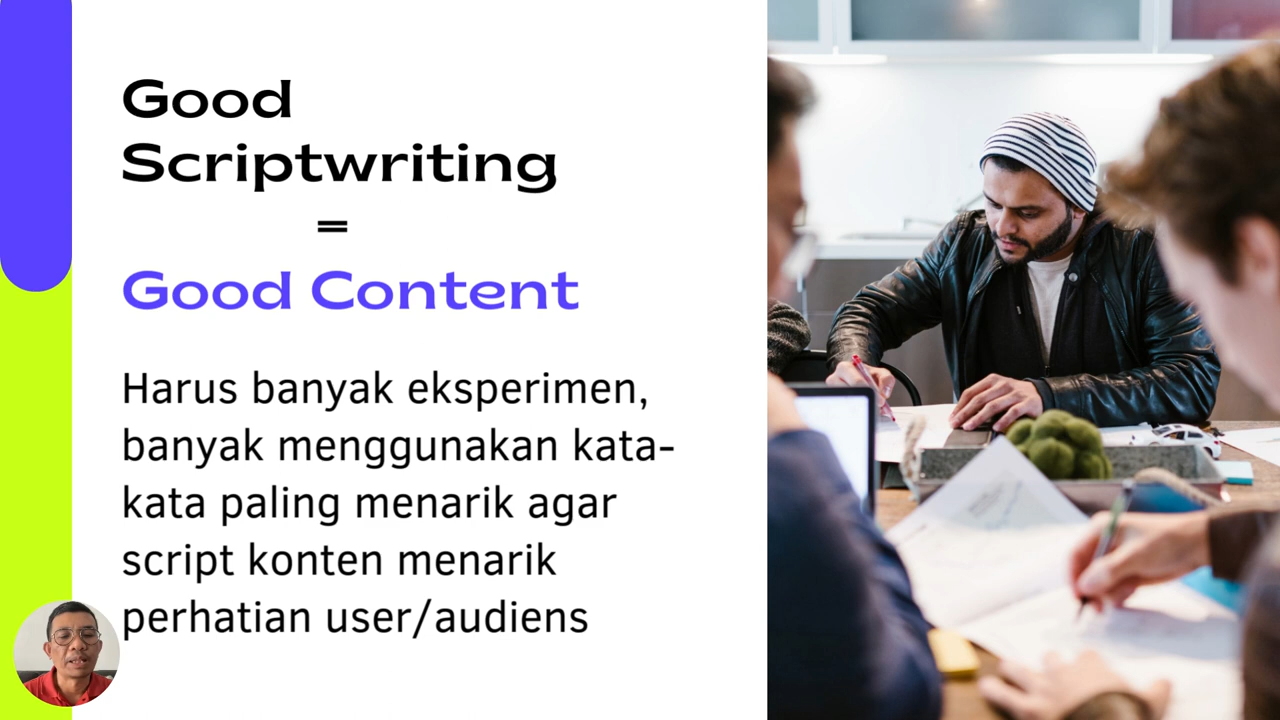 Good
Scriptwriting
=
Good Content
Harus banyak eksperimen,
banyak menggunakan kata-
kata paling menarik agar
script konten menarik
perhatian user/audiens